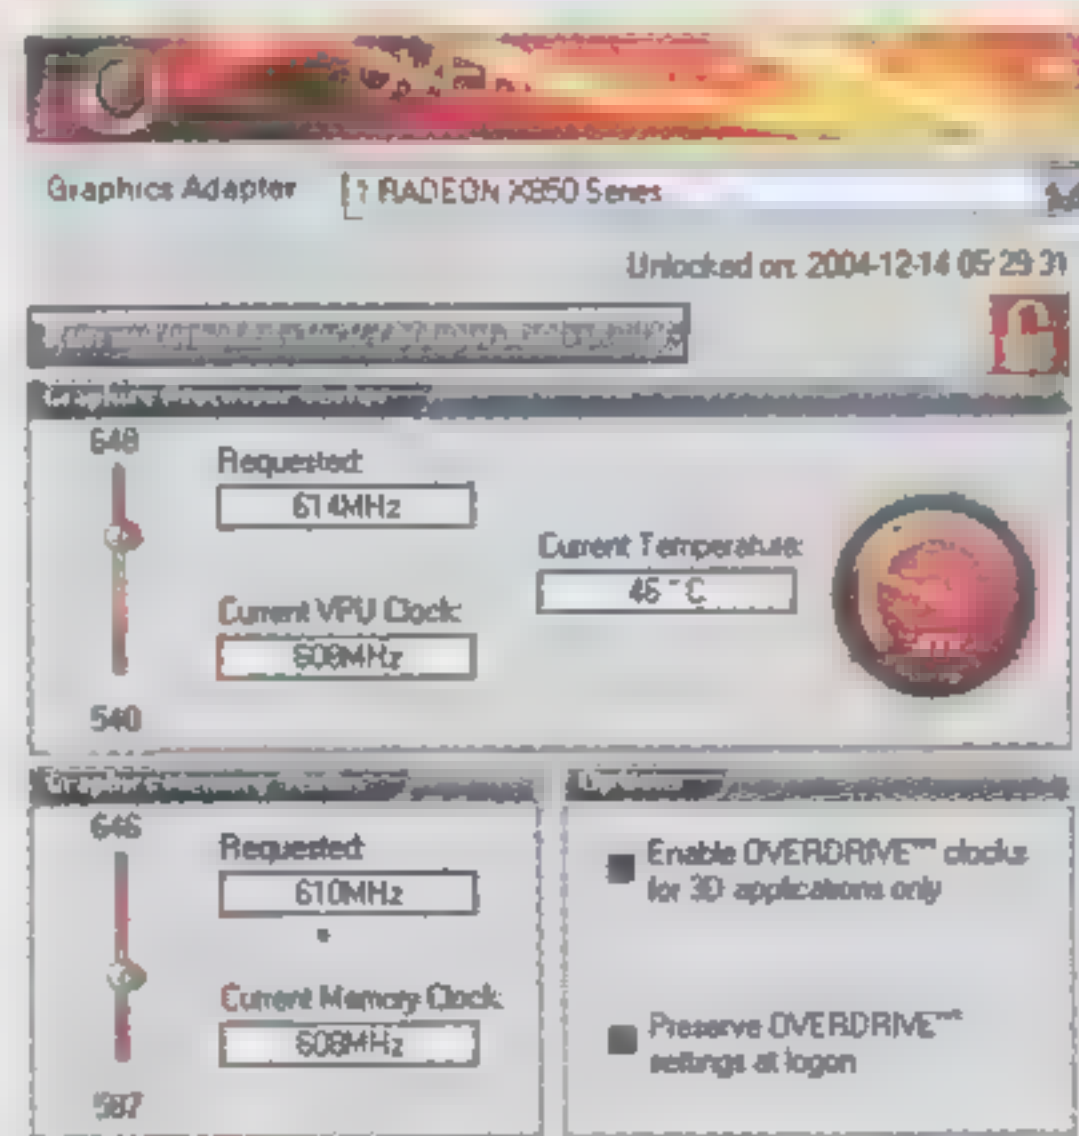 Graphics Adapter
1 RADEON X850 Series
Unlocked on: 2004-12-14 05:29:31
648
Requested:
614MHz
Current Temperature:
Current VPU Clock:
540
646
Requested:
610MHz
Enable OVERDRIVE™ clocks
for 3D applications only
Current Memory Clock:
608MHz
Preserve OVERDRIVE™
settings at logon
587